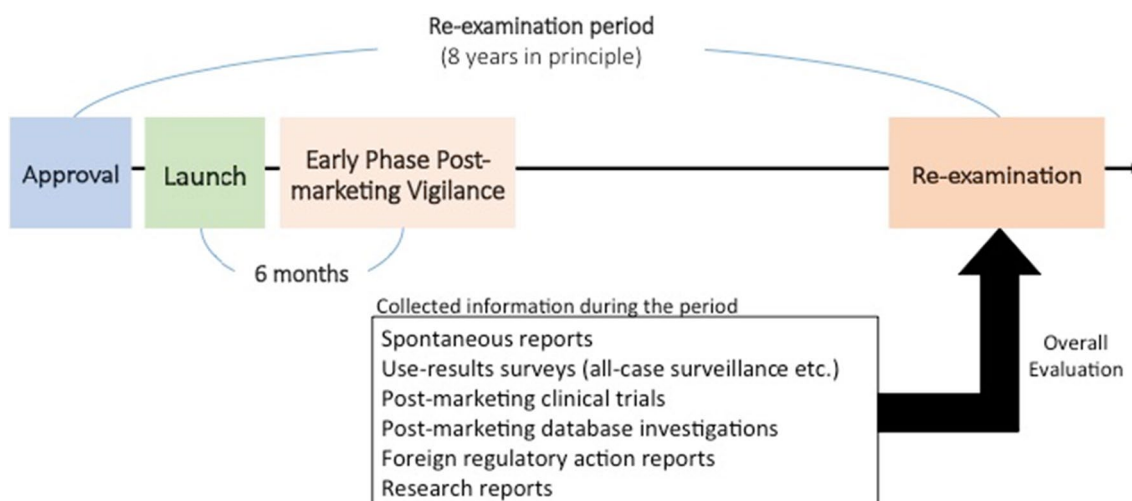 Re-examination period
(8 years in principle)
Approval
Launch
Early Phase Post-
marketing Vigilance
Re-examination
6 months
Collected information during the period
Spontaneous reports
Use-results surveys (all-case surveillance etc.)
Post-marketing clinical trials
Post-marketing database investigations
Foreign regulatory action reports
Research reports
Overall
Evaluation